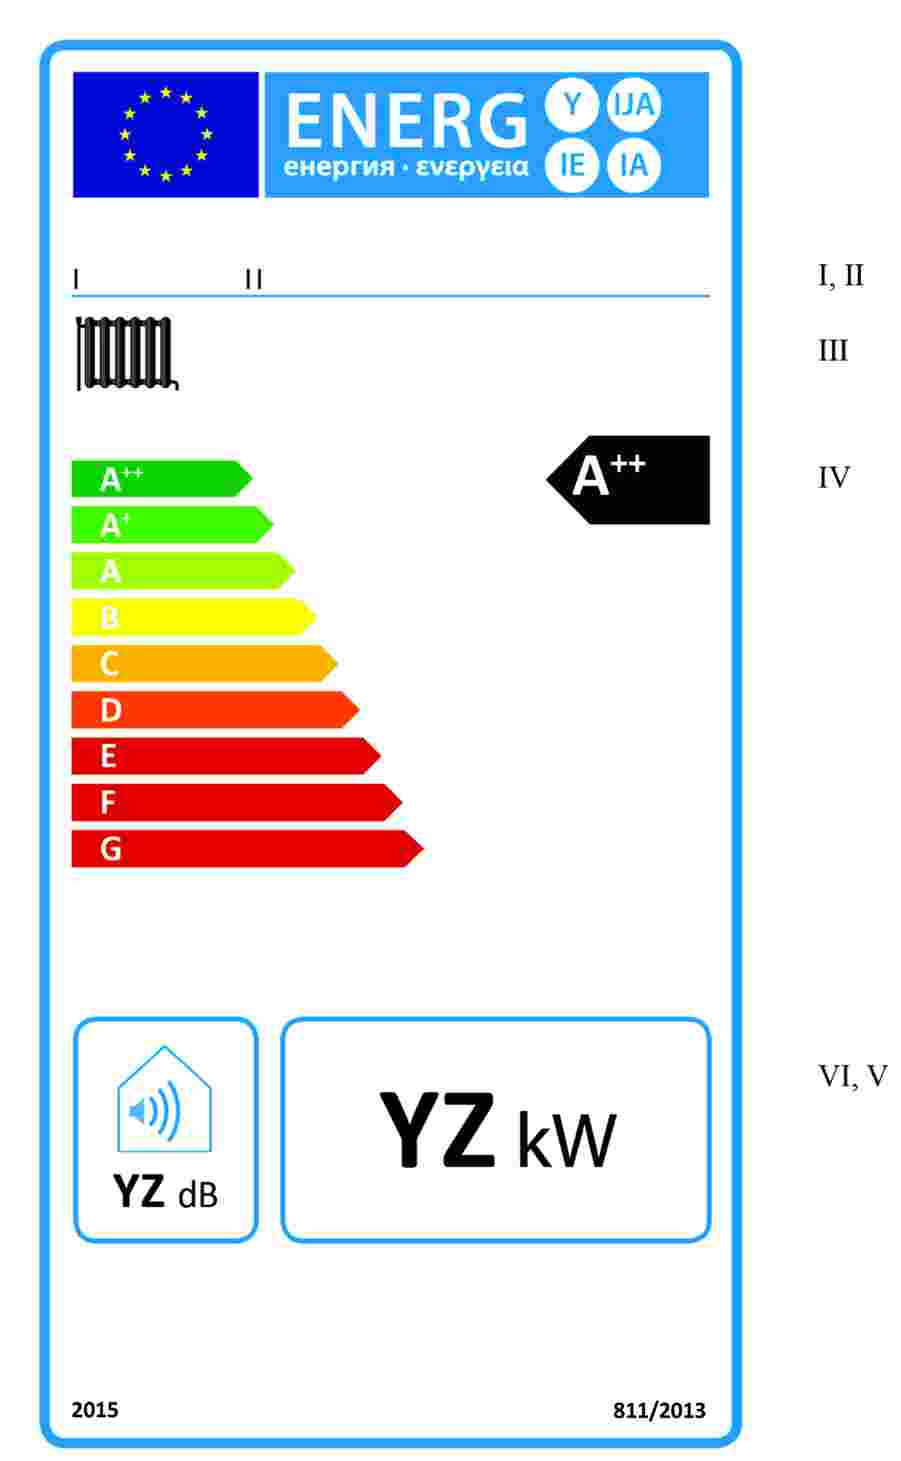 ENERG Y IJA
енергия · ενεργεια IE IA
I II I, II
III
A++ A++ IV
A+
A
B
C
D
E
F
G
VI, V
YZ kW
YZ dB
2015 811/2013